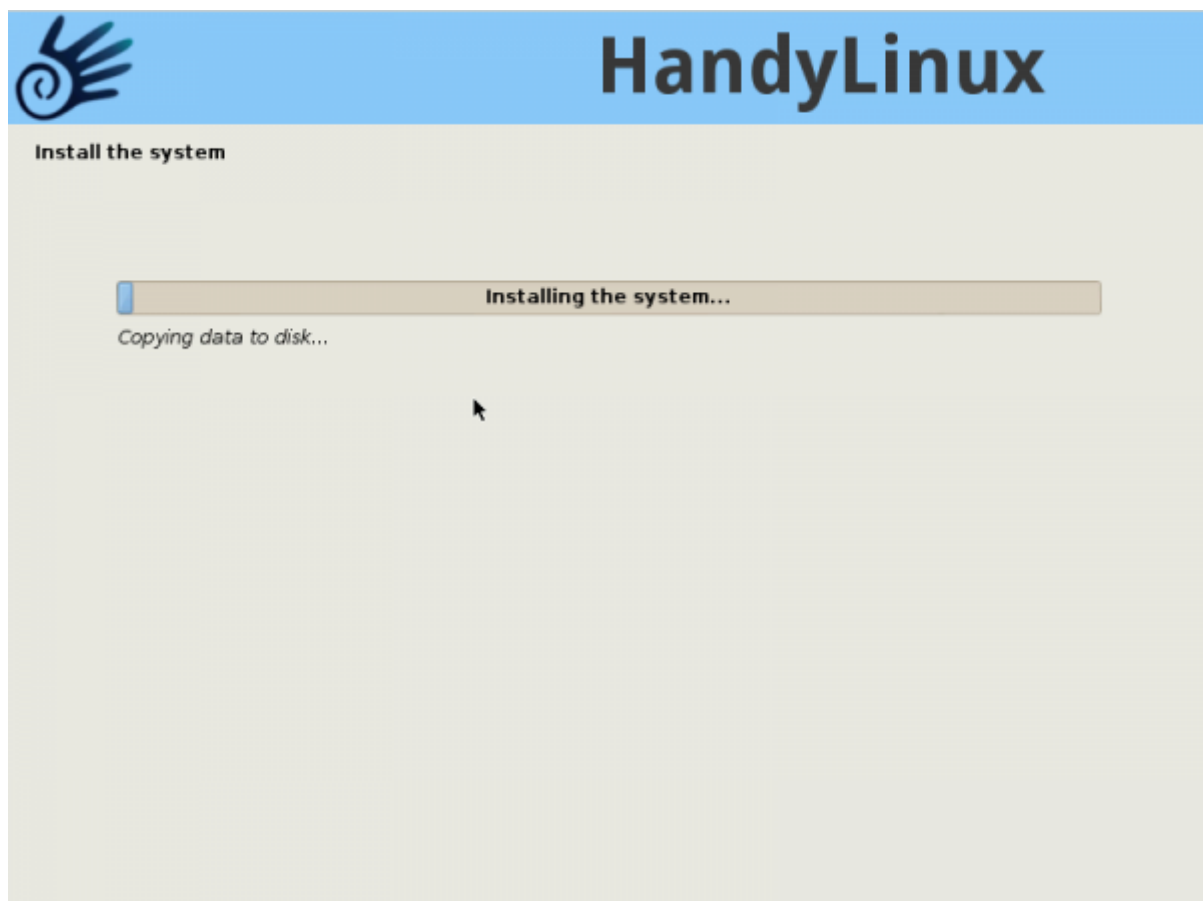 HandyLinux
Install the system
Installing the system...
Copying data to disk...